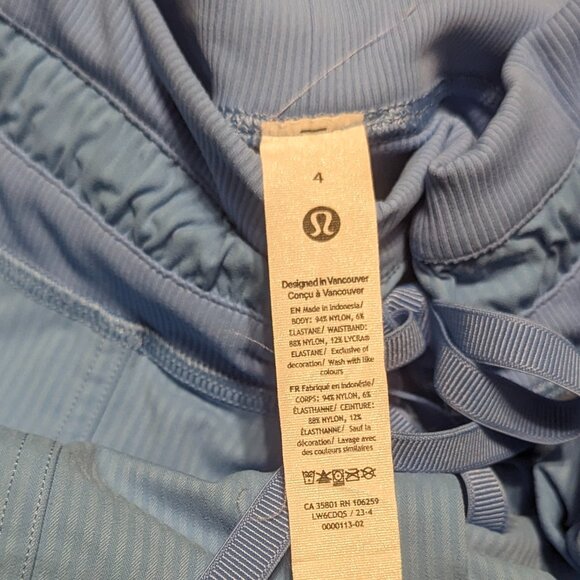 4
Designed in Vancouver
Conçu à Vancouver
EN Made in Indonesia/
BODY: 94% NYLON, 6%
ELASTANE/ WAISTBAND:
88% NYLON, 12% LYCRA®
ELASTANE/ Exclusive of
decoration/ Wash with like
colours
FR Fabriqué en Indonésie/
CORPS: 94% NYLON, 6%
ÉLASTHANNE/ CEINTURE:
88% NYLON, 12%
ÉLASTHANNE/ Sauf la
décoration/ Lavage avec
des couleurs similaires
CA 35801 RN 106259
LW6CDQS / 23-4
0000113-02